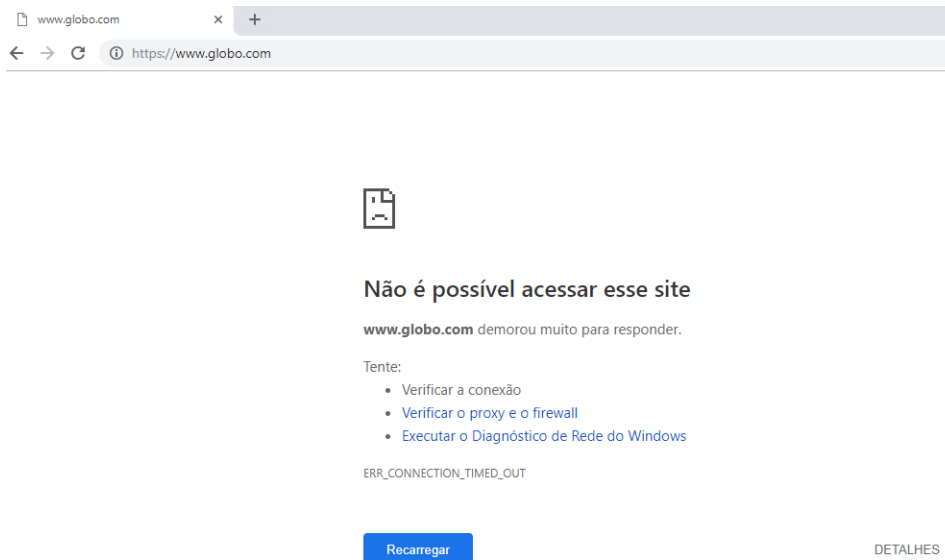 www.globo.com
https://www.globo.com
Não é possível acessar esse site
www.globo.com demorou muito para responder.
Tente:
Verificar a conexão
Verificar o proxy e o firewall
Executar o Diagnóstico de Rede do Windows
ERR_CONNECTION_TIMED_OUT
Recarregar DETALHES